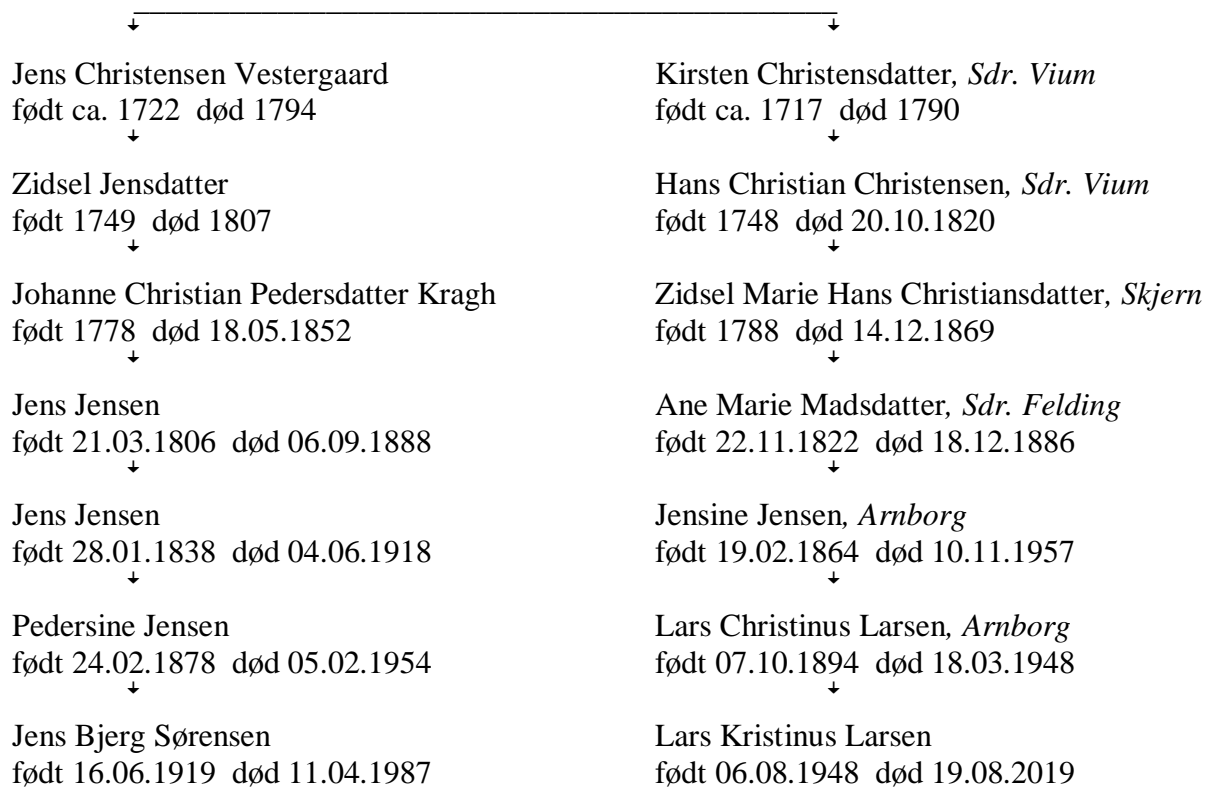 Jens Christensen Vestergaard
født ca. 1722 død 1794
Zidsel Jensdatter
født 1749 død 1807
Johanne Christian Pedersdatter Kragh
født 1778 død 18.05.1852
Jens Jensen
født 21.03.1806 død 06.09.1888
Jens Jensen
født 28.01.1838 død 04.06.1918
Pedersine Jensen
født 24.02.1878 død 05.02.1954
Jens Bjerg Sørensen
født 16.06.1919 død 11.04.1987
Kirsten Christensdatter, Sdr. Vium
født ca. 1717 død 1790
Hans Christian Christensen, Sdr. Vium
født 1748 død 20.10.1820
Zidsel Marie Hans Christiansdatter, Skjern
født 1788 død 14.12.1869
Ane Marie Madsdatter, Sdr. Felding
født 22.11.1822 død 18.12.1886
Jensine Jensen, Arnborg
født 19.02.1864 død 10.11.1957
Lars Christinus Larsen, Arnborg
født 07.10.1894 død 18.03.1948
Lars Kristinus Larsen
født 06.08.1948 død 19.08.2019